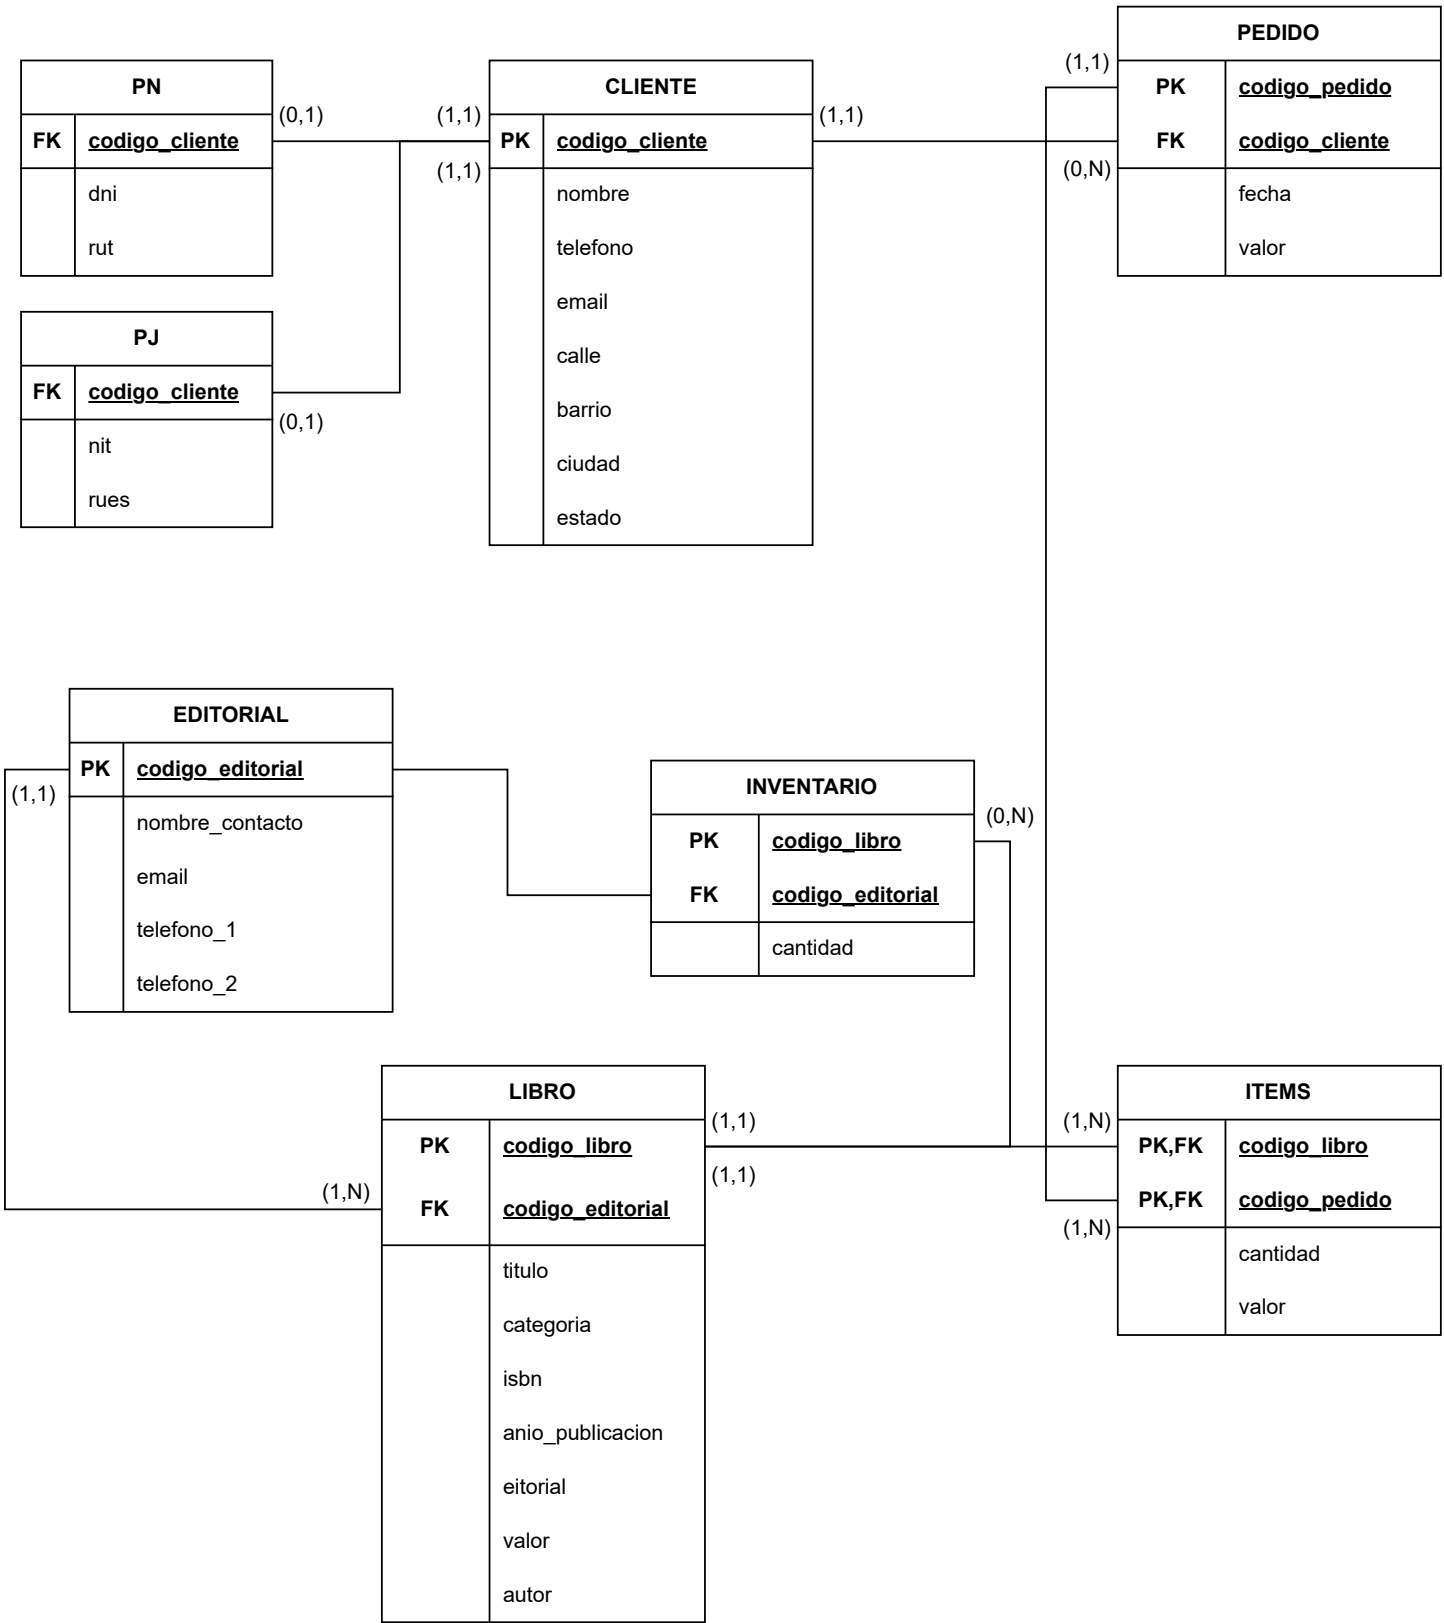 PEDIDO
(1,1)
PK codigo_pedido
FK codigo_cliente
(0,N)
fecha
valor
PN
(0,1)
FK codigo_cliente
dni
rut
CLIENTE
(1,1)
(1,1)
PK codigo_cliente
(1,1)
nombre
telefono
email
calle
barrio
ciudad
estado
PJ
FK codigo_cliente
(0,1)
nit
rues
EDITORIAL
PK codigo_editorial
(1,1)
nombre_contacto
email
telefono_1
telefono_2
INVENTARIO
(0,N)
PK codigo_libro
FK codigo_editorial
cantidad
LIBRO
(1,1)
PK codigo_libro
(1,1)
(1,N)
FK codigo_editorial
titulo
categoria
isbn
anio_publicacion
eitorial
valor
autor
ITEMS
(1,N)
PK,FK codigo_libro
PK,FK codigo_pedido
(1,N)
cantidad
valor